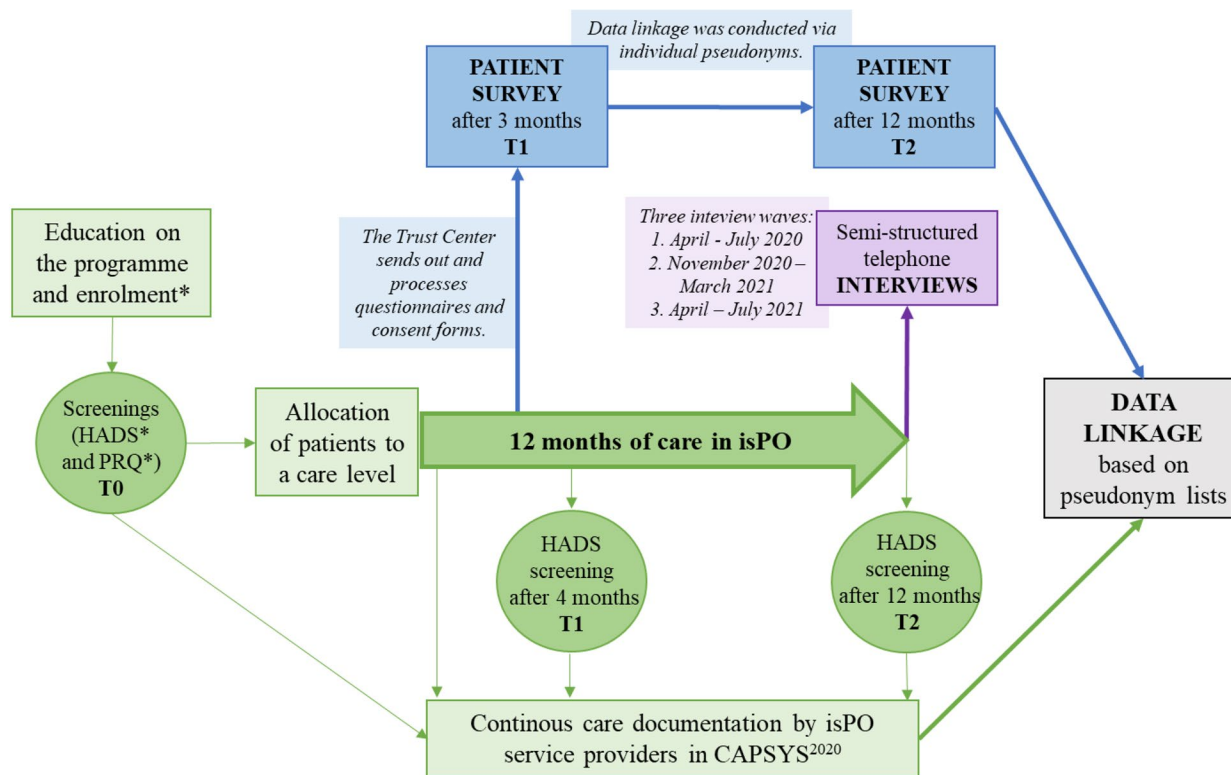 Data linkage was conducted via
individual pseudonyms.
PATIENT
SURVEY
after 3 months
T1
PATIENT
SURVEY
after 12 months
T2
The Trust Center
sends out and
processes
questionnaires and
consent forms.
Three inteview waves:
1. April - July 2020
2. November 2020 –
March 2021
3. April – July 2021
Semi-structured
telephone
INTERVIEWS
Education on
the programme
and enrolment*
Screenings
(HADS*
and PRQ*)
T0
Allocation
of patients to
a care level
12 months of care in isPO
DATA
LINKAGE
based on
pseudonym lists
HADS
screening
after 4 months
T1
HADS
screening
after 12 months
T2
Continous care documentation by isPO
service providers in CAPSYS²⁰²⁰